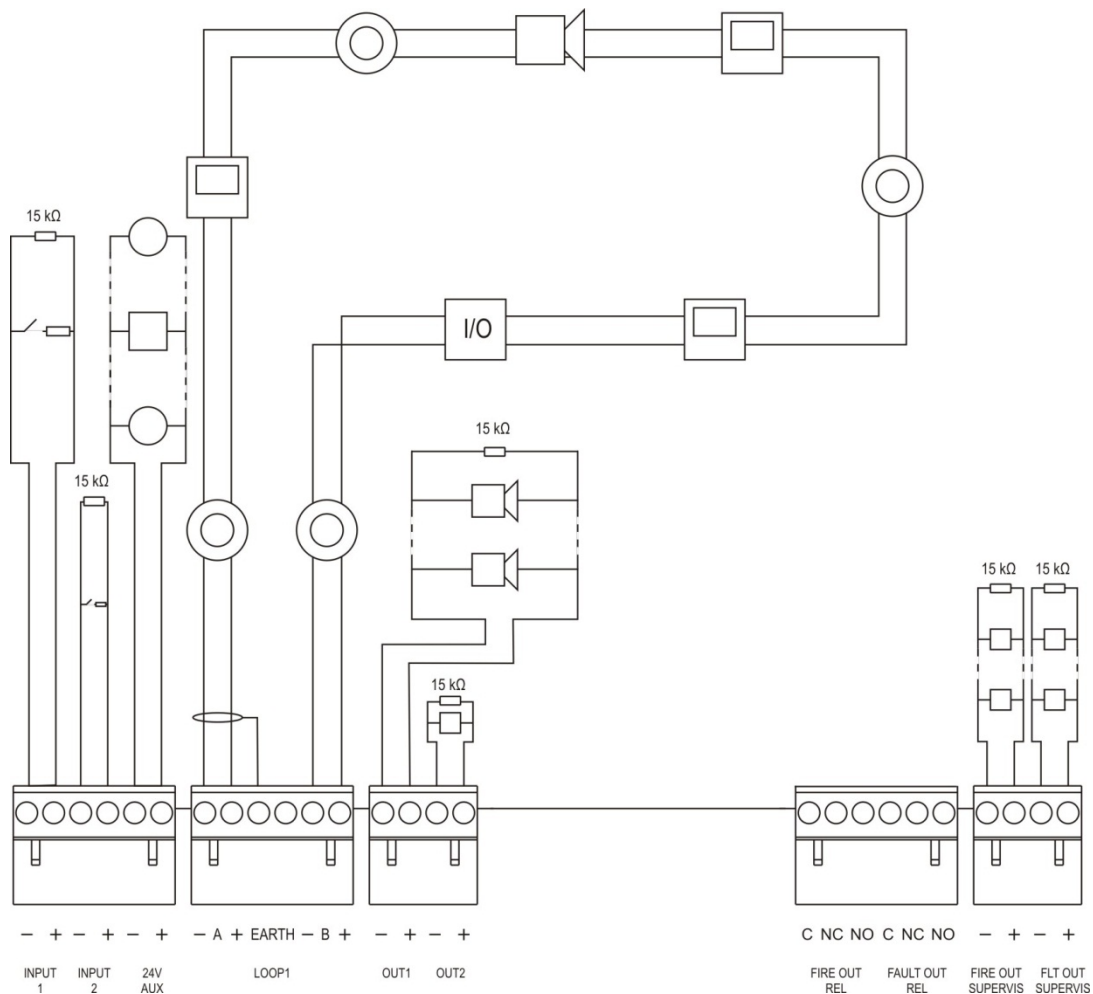 15 kΩ
I/O
15 kΩ
15 kΩ
15 kΩ
15 kΩ
15 kΩ
− + − + − +
− A + EARTH − B +
− + − +
C NC NO C NC NO
− + − +
INPUT
1
INPUT
2
24V
AUX
LOOP1
OUT1
OUT2
FIRE OUT
REL
FAULT OUT
REL
FIRE OUT
SUPERVIS
FLT OUT
SUPERVIS